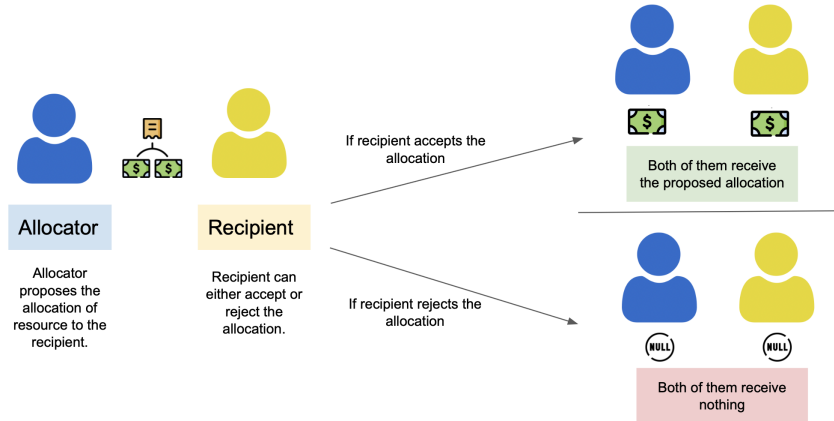 Allocator
Allocator
proposes the
allocation of
resource to the
recipient.
$ $
Recipient
Recipient can
either accept or
reject the
allocation.
If recipient accepts the
allocation
If recipient rejects the
allocation
$ $
Both of them receive
the proposed allocation
NULL NULL
Both of them receive
nothing